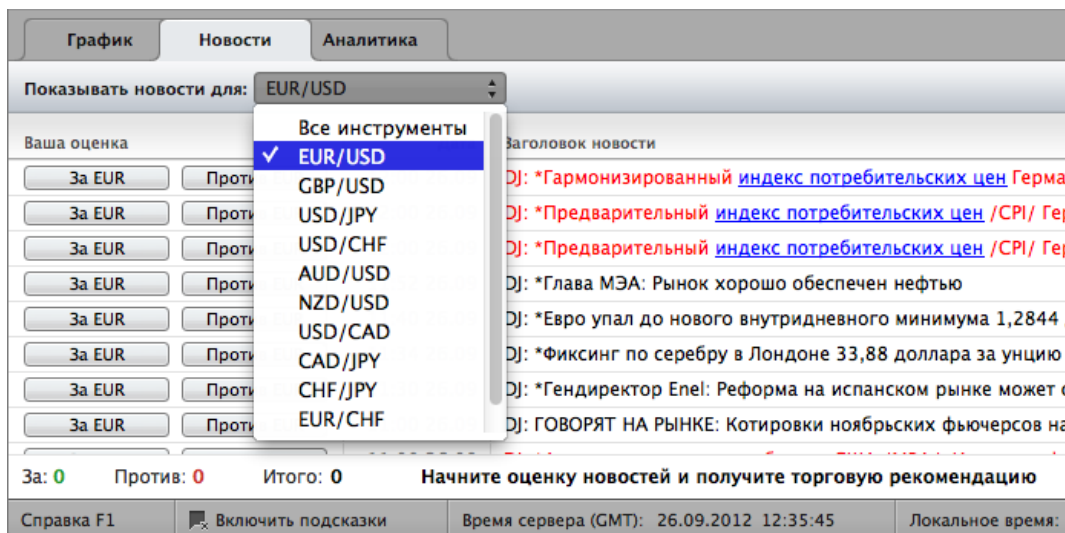 График Новости Аналитика
Показывать новости для: EUR/USD
Ваша оценка Заголовок новости
Все инструменты
✓ EUR/USD
GBP/USD
USD/JPY
USD/CHF
AUD/USD
NZD/USD
USD/CAD
CAD/JPY
CHF/JPY
EUR/CHF
За EUR DJ: *Гармонизированный индекс потребительских цен
За EUR DJ: *Предварительный индекс потребительских цен /CPI/
За EUR DJ: *Предварительный индекс потребительских цен /CPI/
За EUR DJ: *Глава МЭА: Рынок хорошо обеспечен нефтью
За EUR DJ: *Евро упал до нового внутридневного минимума 1,2844
За EUR DJ: *Фиксинг по серебру в Лондоне 33,88 доллара за унцию
За EUR DJ: *Гендиректор Enel: Реформа на испанском рынке может
За EUR DJ: ГОВОРЯТ НА РЫНКЕ: Котировки ноябрьских фьючерсов на
За: 0 Против: 0 Итого: 0 Начните оценку новостей и получите торговую рекомендацию
Справка F1 Включить подсказки Время сервера (GMT): 26.09.2012 12:35:45 Локальное время: